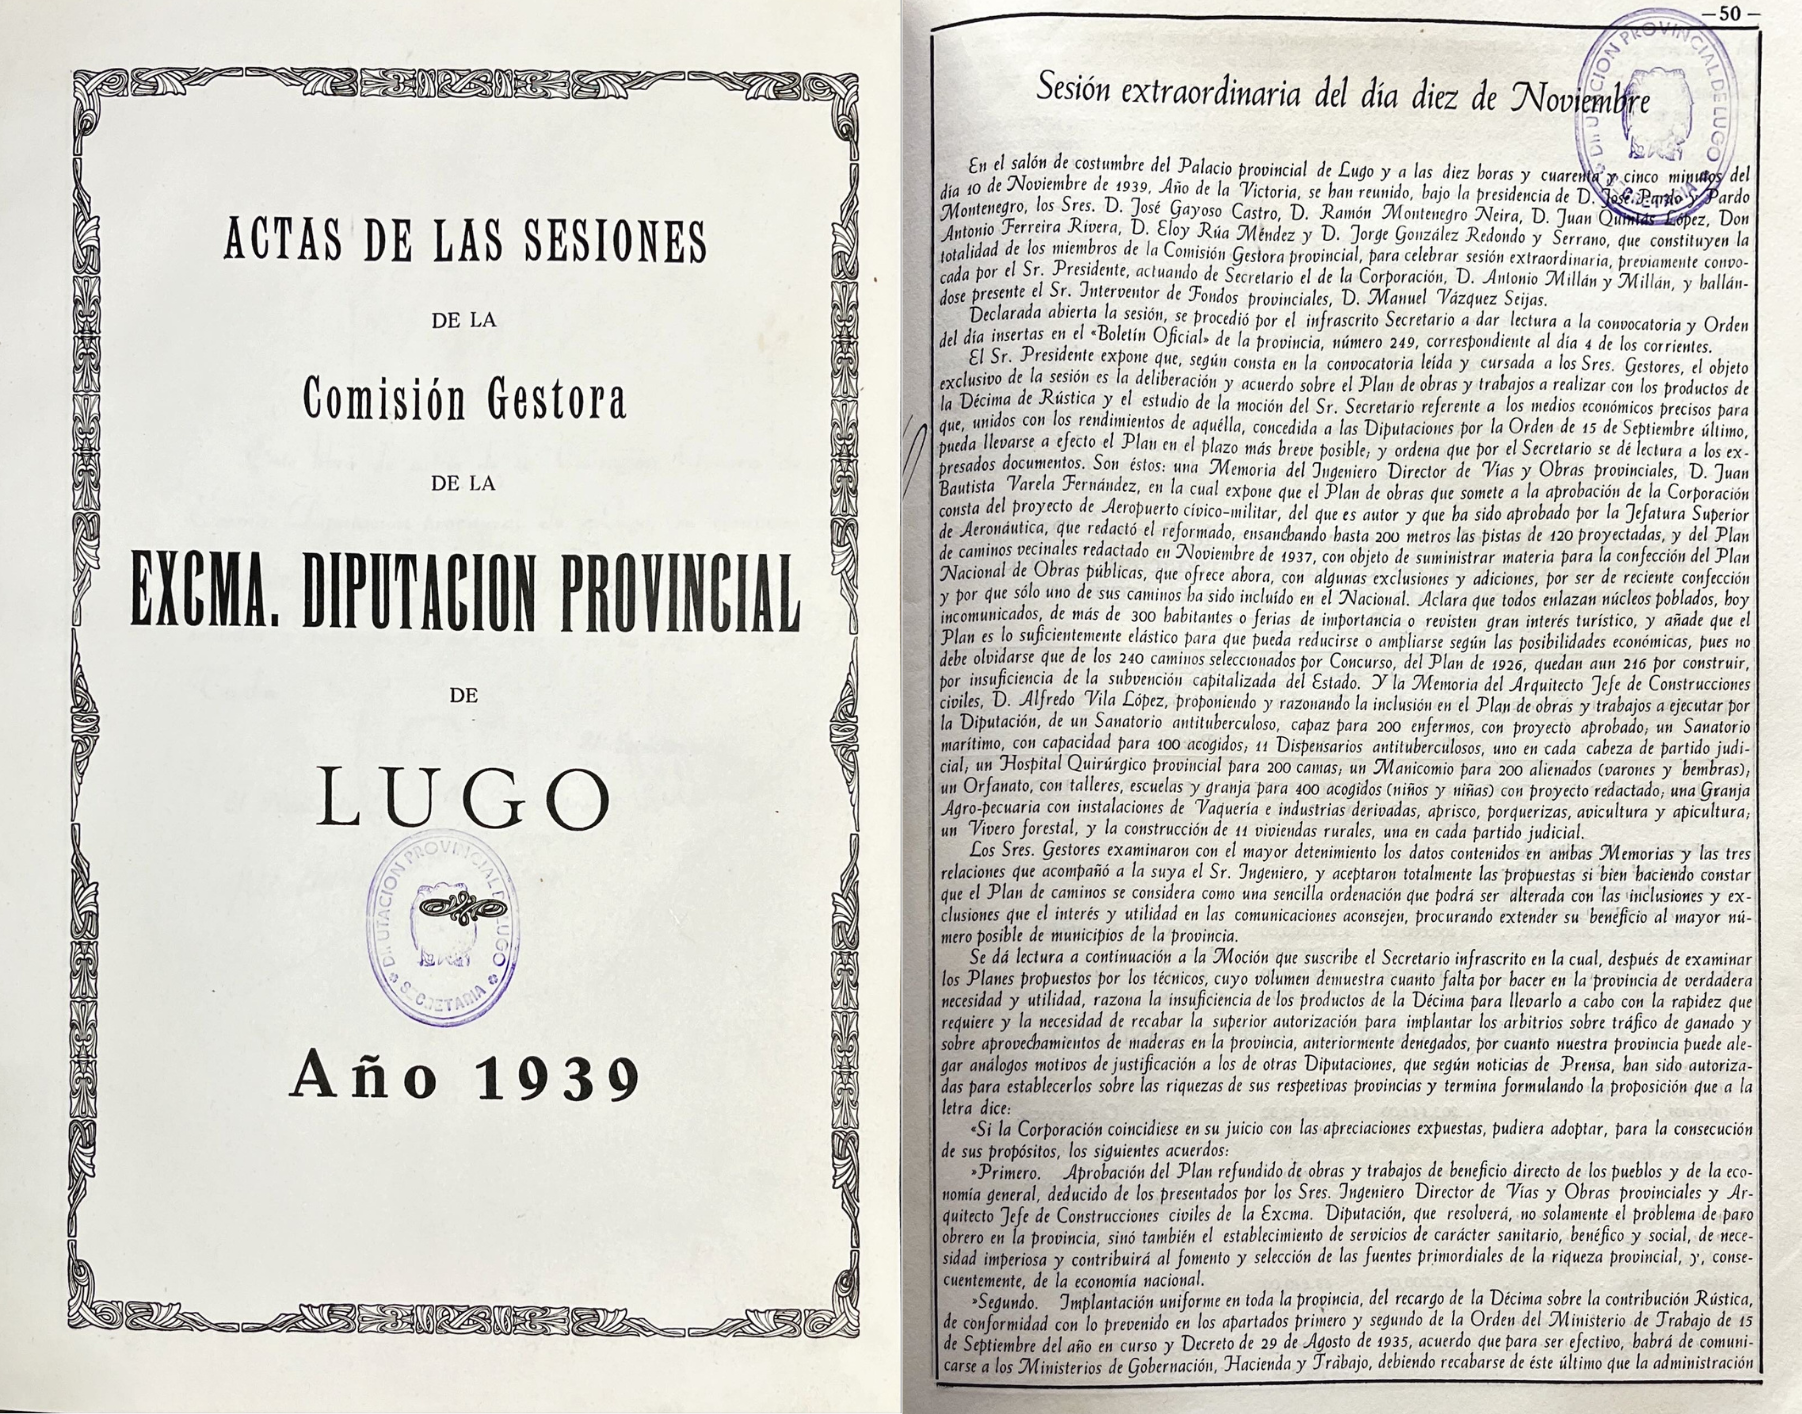 ACTAS DE LAS SESIONES
DE LA
Comisión Gestora
DE LA
EXCMA. DIPUTACION PROVINCIAL
DE
LUGO
DIPUTACION PROVINCIAL DE LUGO
SECRETARIA
Año 1939
—50—
DIPUTACION PROVINCIAL DE LUGO
SECRETARIA
Sesión extraordinaria del día diez de Noviembre
En el salón de costumbre del Palacio provincial de Lugo y a las diez horas y cuarenta y cinco minutos del
día 10 de Noviembre de 1939, Año de la Victoria, se han reunido, bajo la presidencia de D. José Pardo y Pardo
Montenegro, los Sres. D. José Gayoso Castro, D. Ramón Montenegro Neira, D. Juan Quintás López, Don
Antonio Ferreira Rivera, D. Eloy Rúa Méndez y D. Jorge González Redondo y Serrano, que constituyen la
totalidad de los miembros de la Comisión Gestora provincial, para celebrar sesión extraordinaria, previamente convo-
cada por el Sr. Presidente, actuando de Secretario el de la Corporación, D. Antonio Millán y Millán, y hallán-
dose presente el Sr. Interventor de Fondos provinciales, D. Manuel Vázquez Seijas.
Declarada abierta la sesión, se procedió por el infrascrito Secretario a dar lectura a la convocatoria y Orden
del día insertas en el «Boletín Oficial» de la provincia, número 249, correspondiente al día 4 de los corrientes.
El Sr. Presidente expone que, según consta en la convocatoria leída y cursada a los Sres. Gestores, el objeto
exclusivo de la sesión es la deliberación y acuerdo sobre el Plan de obras y trabajos a realizar con los productos de
la Décima de Rústica y el estudio de la moción del Sr. Secretario referente a los medios económicos precisos para
que, unidos con los rendimientos de aquélla, concedida a las Diputaciones por la Orden de 15 de Septiembre último,
pueda llevarse a efecto el Plan en el plazo más breve posible; y ordena que por el Secretario se dé lectura a los ex-
presados documentos. Son éstos: una Memoria del Ingeniero Director de Vías y Obras provinciales, D. Juan
Bautista Varela Fernández, en la cual expone que el Plan de obras que somete a la aprobación de la Corporación
consta del proyecto de Aeropuerto cívico-militar, del que es autor y que ha sido aprobado por la Jefatura Superior
de Aeronáutica, que redactó el reformado, ensanchando hasta 200 metros las pistas de 120 proyectadas, y del Plan
de caminos vecinales redactado en Noviembre de 1937, con objeto de suministrar materia para la confección del Plan
Nacional de Obras públicas, que ofrece ahora, con algunas exclusiones y adiciones, por ser de reciente confección
y por que sólo uno de sus caminos ha sido incluído en el Nacional. Aclara que todos enlazan núcleos poblados, hoy
incomunicados, de más de 300 habitantes o ferias de importancia o revisten gran interés turístico, y añade que el
Plan es lo suficientemente elástico para que pueda reducirse o ampliarse según las posibilidades económicas, pues no
debe olvidarse que de los 240 caminos seleccionados por Concurso, del Plan de 1926, quedan aun 216 por construir,
por insuficiencia de la subvención capitalizada del Estado. Y la Memoria del Arquitecto Jefe de Construcciones
civiles, D. Alfredo Vila López, proponiendo y razonando la inclusión en el Plan de obras y trabajos a ejecutar por
la Diputación, de un Sanatorio antituberculoso, capaz para 200 enfermos, con proyecto aprobado; un Sanatorio
marítimo, con capacidad para 100 acogidos; 11 Dispensarios antituberculosos, uno en cada cabeza de partido judi-
cial; un Hospital Quirúrgico provincial para 200 camas; un Manicomio para 200 alienados (varones y hembras);
un Orfanato, con talleres, escuelas y granja para 400 acogidos (niños y niñas) con proyecto redactado; una Granja
Agro-pecuaria con instalaciones de Vaquería e industrias derivadas, aprisco, porquerizas, avicultura y apicultura;
un Vivero forestal, y la construcción de 11 viviendas rurales, una en cada partido judicial.
Los Sres. Gestores examinaron con el mayor detenimiento los datos contenidos en ambas Memorias y las tres
relaciones que acompañó a la suya el Sr. Ingeniero, y aceptaron totalmente las propuestas si bien haciendo constar
que el Plan de caminos se considera como una sencilla ordenación que podrá ser alterada con las inclusiones y ex-
clusiones que el interés y utilidad en las comunicaciones aconsejen, procurando extender su beneficio al mayor nú-
mero posible de municipios de la provincia.
Se dá lectura a continuación a la Moción que suscribe el Secretario infrascrito en la cual, después de examinar
los Planes propuestos por los técnicos, cuyo volumen demuestra cuanto falta por hacer en la provincia de verdadera
necesidad y utilidad, razona la insuficiencia de los productos de la Décima para llevarlo a cabo con la rapidez que
requiere y la necesidad de recabar la superior autorización para implantar los arbitrios sobre tráfico de ganado y
sobre aprovechamientos de maderas en la provincia, anteriormente denegados, por cuanto nuestra provincia puede ale-
gar análogos motivos de justificación a los de otras Diputaciones, que según noticias de Prensa, han sido autoriza-
das para establecerlos sobre las riquezas de sus respeetivas provincias y termina formulando la proposición que a la
letra dice:
«Si la Corporación coincidiese en su juicio con las apreciaciones expuestas, pudiera adoptar, para la consecución
de sus propósitos, los siguientes acuerdos:
»Primero. Aprobación del Plan refundido de obras y trabajos de beneficio directo de los pueblos y de la eco-
nomía general, deducido de los presentados por los Sres. Ingeniero Director de Vías y Obras provinciales y Ar-
quitecto Jefe de Construcciones civiles de la Excma. Diputación, que resolverá, no solamente el problema de paro
obrero en la provincia, sinó también el establecimiento de servicios de carácter sanitario, benéfico y social, de nece-
sidad imperiosa y contribuirá al fomento y selección de las fuentes primordiales de la riqueza provincial, y, conse-
cuentemente, de la economía nacional.
»Segundo. Implantación uniforme en toda la provincia, del recargo de la Décima sobre la contribución Rústica,
de conformidad con lo prevenido en los apartados primero y segundo de la Orden del Ministerio de Trabajo de 15
de Septiembre del año en curso y Decreto de 29 de Agosto de 1935, acuerdo que para ser efectivo, habrá de comuni-
carse a los Ministerios de Gobernación, Hacienda y Trabajo, debiendo recabarse de éste último que la administración